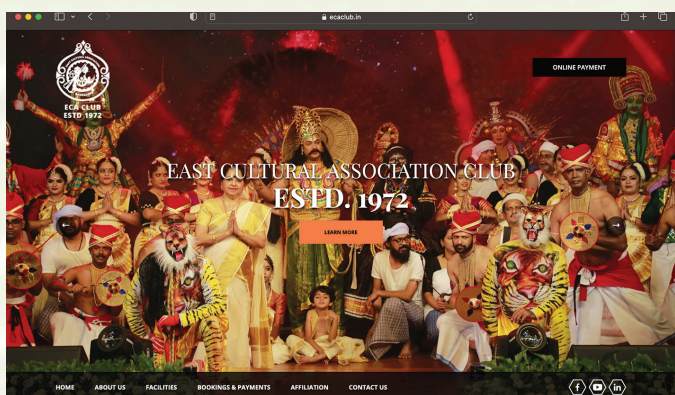 ecaclub.in
ECA CLUB
ESTD 1972
ONLINE PAYMENT
EAST CULTURAL ASSOCIATION CLUB
ESTD. 1972
LEARN MORE
HOME ABOUT US FACILITIES BOOKINGS & PAYMENTS AFFILIATION CONTACT US
f in